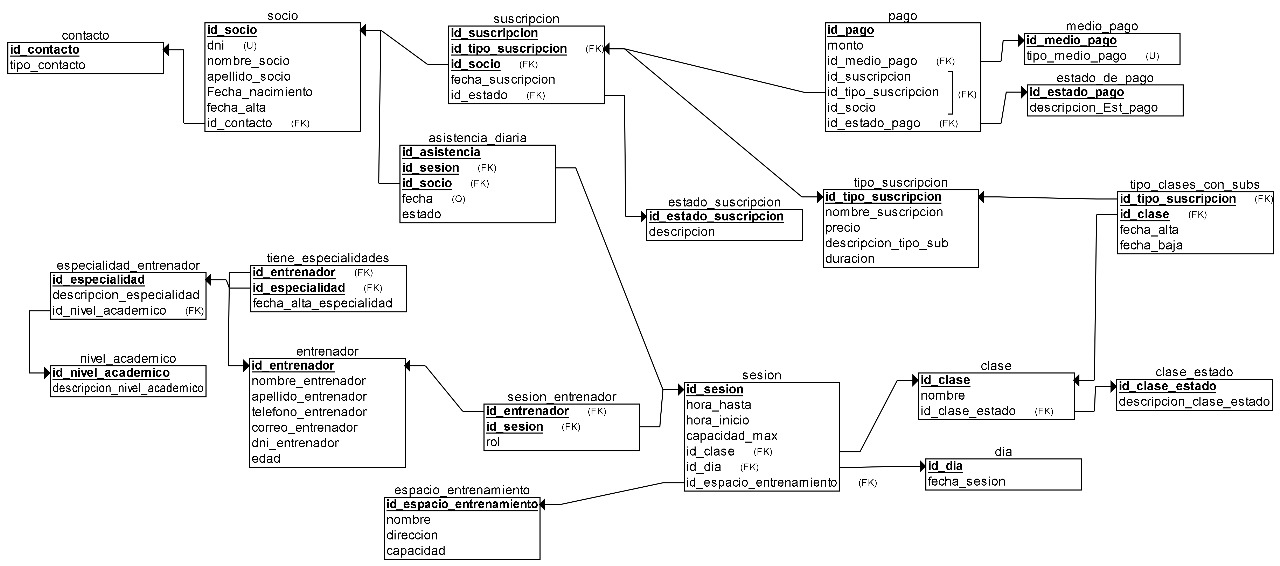 contacto
id_contacto
tipo_contacto
socio
id_socio
dni (U)
nombre_socio
apellido_socio
Fecha_nacimiento
fecha_alta
id_contacto (FK)
suscripcion
id_suscripcion
id_tipo_suscripcion (FK)
id_socio (FK)
fecha_suscripcion
id_estado (FK)
pago
id_pago
monto
id_medio_pago (FK)
id_suscripcion
id_tipo_suscripcion (FK)
id_socio
id_estado_pago (FK)
medio_pago
id_medio_pago
tipo_medio_pago (U)
estado_de_pago
id_estado_pago
descripcion_Est_pago
asistencia_diaria
id_asistencia
id_sesion (FK)
id_socio (FK)
fecha (O)
estado
estado_suscripcion
id_estado_suscripcion
descripcion
tipo_suscripcion
id_tipo_suscripcion
nombre_suscripcion
precio
descripcion_tipo_sub
duracion
tipo_clases_con_subs
id_tipo_suscripcion (FK)
id_clase (FK)
fecha_alta
fecha_baja
especialidad_entrenador
id_especialidad
descripcion_especialidad
id_nivel_academico (FK)
tiene_especialidades
id_entrenador (FK)
id_especialidad (FK)
fecha_alta_especialidad
nivel_academico
id_nivel_academico
descripcion_nivel_academico
entrenador
id_entrenador
nombre_entrenador
apellido_entrenador
telefono_entrenador
correo_entrenador
dni_entrenador
edad
sesion_entrenador
id_entrenador (FK)
id_sesion (FK)
rol
sesion
id_sesion
hora_hasta
hora_inicio
capacidad_max
id_clase (FK)
id_dia (FK)
id_espacio_entrenamiento (FK)
clase
id_clase
nombre
id_clase_estado (FK)
clase_estado
id_clase_estado
descripcion_clase_estado
dia
id_dia
fecha_sesion
espacio_entrenamiento
id_espacio_entrenamiento
nombre
direccion
capacidad